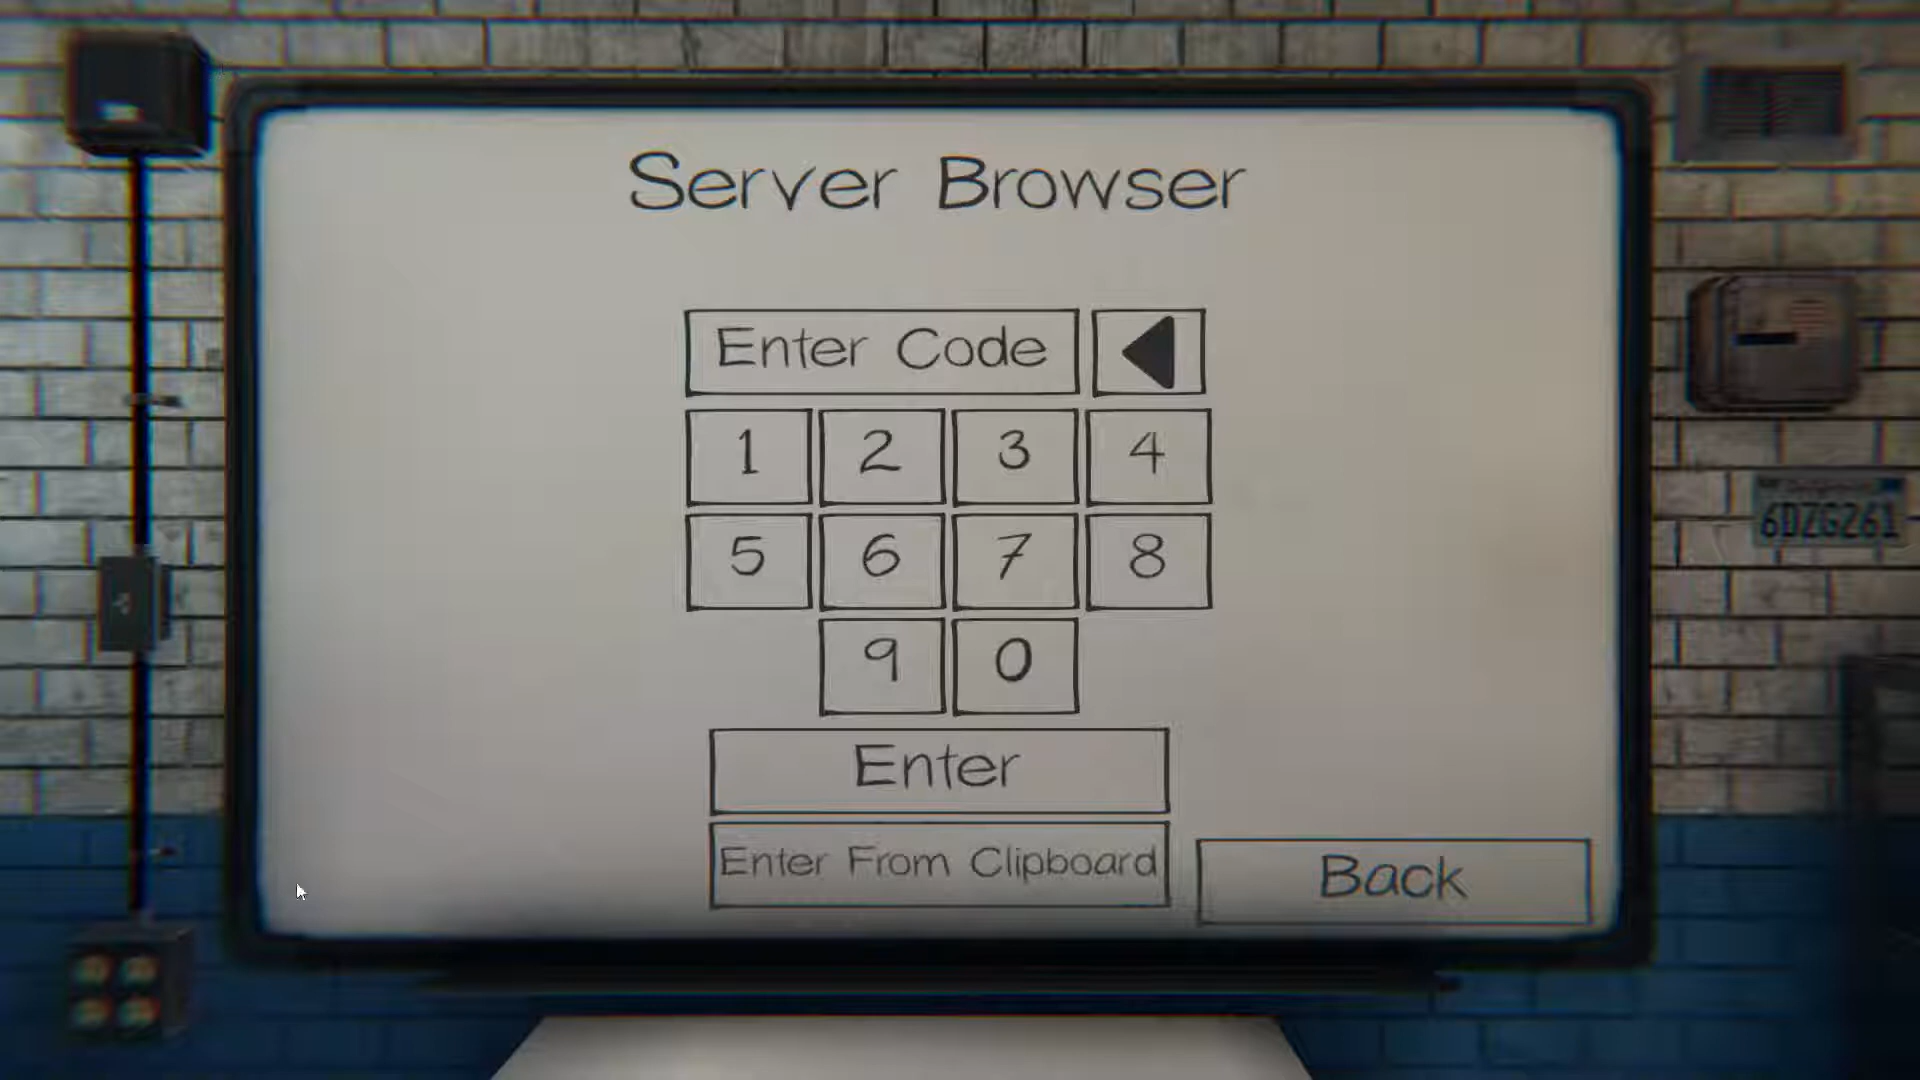 Server Browser
Enter Code
1 2 3 4
5 6 7 8
9 0
Enter
Enter From Clipboard
Back
6DZG261